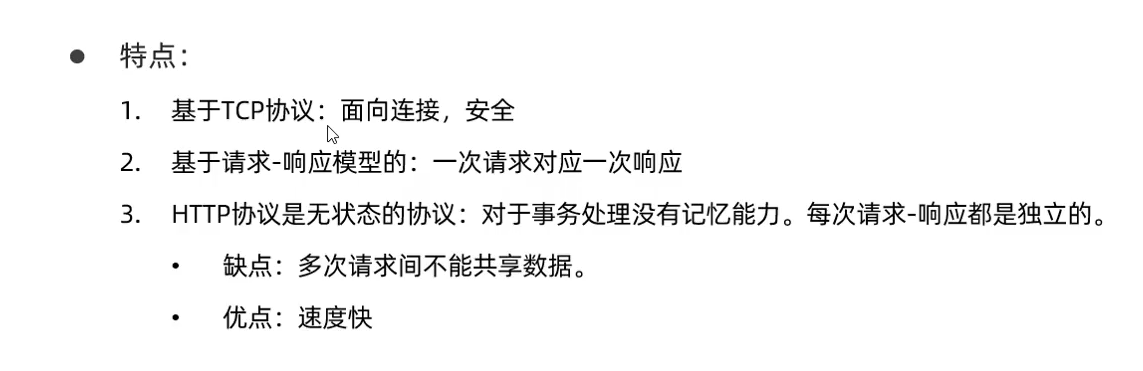 ● 特点：
1. 基于TCP协议：面向连接，安全
2. 基于请求-响应模型的：一次请求对应一次响应
3. HTTP协议是无状态的协议：对于事务处理没有记忆能力。每次请求-响应都是独立的。
• 缺点：多次请求间不能共享数据。
• 优点：速度快